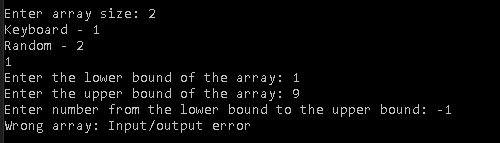 Enter array size: 2
Keyboard - 1
Random - 2
1
Enter the lower bound of the array: 1
Enter the upper bound of the array: 9
Enter number from the lower bound to the upper bound: -1
Wrong array: Input/output error